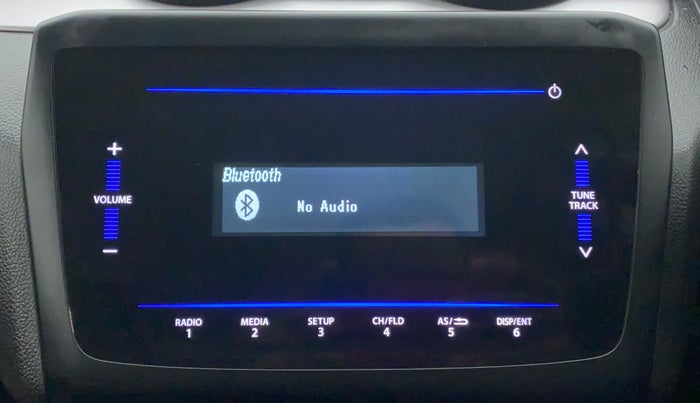 Bluetooth
No Audio
+
VOLUME
−
TUNE
TRACK
RADIO
1
MEDIA
2
SETUP
3
CH/FLD
4
AS/
5
DISP/ENT
6